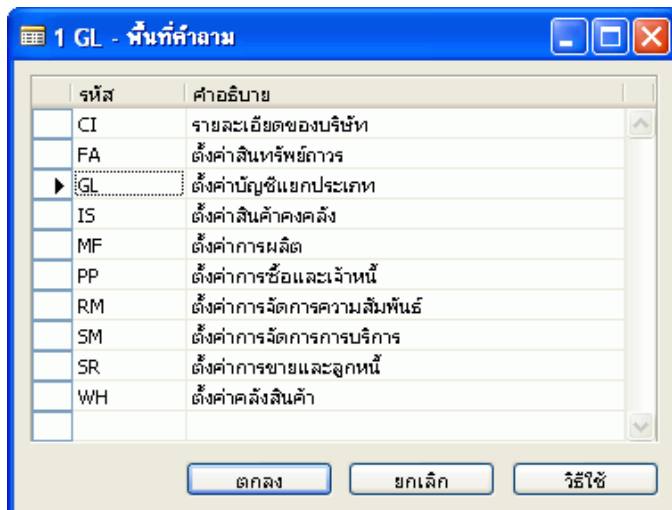 1 GL - พื้นที่คำถาม
รหัส คำอธิบาย
CI รายละเอียดของบริษัท
FA ตั้งค่าสินทรัพย์ถาวร
GL ตั้งค่าบัญชีแยกประเภท
IS ตั้งค่าสินค้าคงคลัง
MF ตั้งค่าการผลิต
PP ตั้งค่าการซื้อและเจ้าหนี้
RM ตั้งค่าการจัดการความสัมพันธ์
SM ตั้งค่าการจัดการการบริการ
SR ตั้งค่าการขายและลูกหนี้
WH ตั้งค่าคลังสินค้า
ตกลง ยกเลิก วิธีใช้